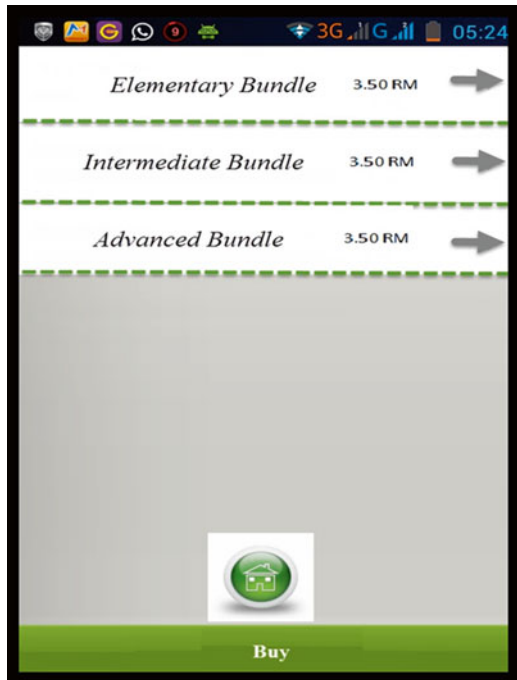 9 3G G 05:24
Elementary Bundle 3.50 RM
Intermediate Bundle 3.50 RM
Advanced Bundle 3.50 RM
Buy